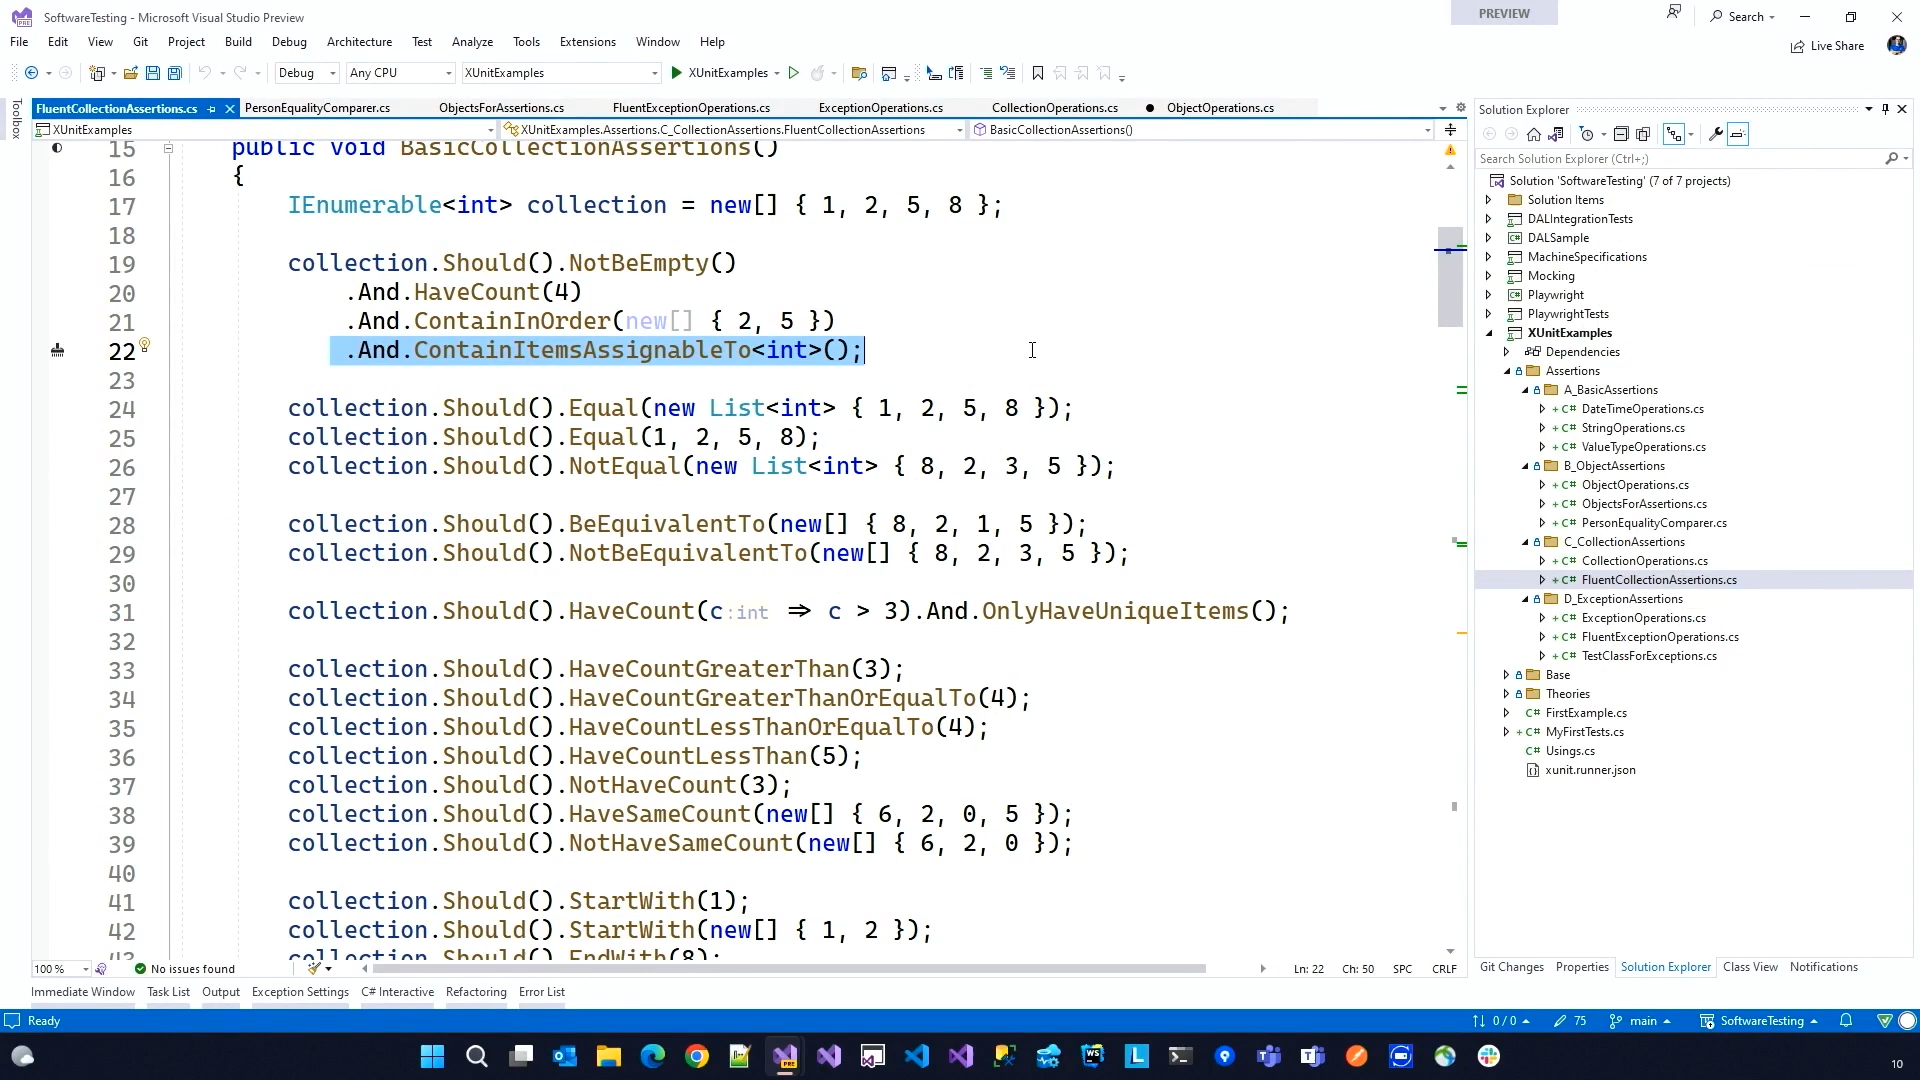 SoftwareTesting - Microsoft Visual Studio Preview
PREVIEW
Search
File Edit View Git Project Build Debug Architecture Test Analyze Tools Extensions Window Help
Live Share
Debug Any CPU XUnitExamples XUnitExamples
Toolbox
FluentCollectionAssertions.cs PersonEqualityComparer.cs ObjectsForAssertions.cs FluentExceptionOperations.cs ExceptionOperations.cs CollectionOperations.cs ObjectOperations.cs
XUnitExamples XUnitExamples.Assertions.C_CollectionAssertions.FluentCollectionAssertions BasicCollectionAssertions()
15 public void BasicCollectionAssertions()
16 {
17 IEnumerable<int> collection = new[] { 1, 2, 5, 8 };
18
19 collection.Should().NotBeEmpty()
20 .And.HaveCount(4)
21 .And.ContainInOrder(new[] { 2, 5 })
22 .And.ContainItemsAssignableTo<int>();
23
24 collection.Should().Equal(new List<int> { 1, 2, 5, 8 });
25 collection.Should().Equal(1, 2, 5, 8);
26 collection.Should().NotEqual(new List<int> { 8, 2, 3, 5 });
27
28 collection.Should().BeEquivalentTo(new[] { 8, 2, 1, 5 });
29 collection.Should().NotBeEquivalentTo(new[] { 8, 2, 3, 5 });
30
31 collection.Should().HaveCount(c:int => c > 3).And.OnlyHaveUniqueItems();
32
33 collection.Should().HaveCountGreaterThan(3);
34 collection.Should().HaveCountGreaterThanOrEqualTo(4);
35 collection.Should().HaveCountLessThanOrEqualTo(4);
36 collection.Should().HaveCountLessThan(5);
37 collection.Should().NotHaveCount(3);
38 collection.Should().HaveSameCount(new[] { 6, 2, 0, 5 });
39 collection.Should().NotHaveSameCount(new[] { 6, 2, 0 });
40
41 collection.Should().StartWith(1);
42 collection.Should().StartWith(new[] { 1, 2 });
43 collection.Should().EndWith(8);
100 % No issues found Ln: 22 Ch: 50 SPC CRLF
Immediate Window Task List Output Exception Settings C# Interactive Refactoring Error List
Solution Explorer
Search Solution Explorer (Ctrl+;)
Solution 'SoftwareTesting' (7 of 7 projects)
Solution Items
DALIntegrationTests
DALSample
MachineSpecifications
Mocking
Playwright
PlaywrightTests
XUnitExamples
Dependencies
Assertions
A_BasicAssertions
+ C# DateTimeOperations.cs
+ C# StringOperations.cs
+ C# ValueTypeOperations.cs
B_ObjectAssertions
+ C# ObjectOperations.cs
+ C# ObjectsForAssertions.cs
+ C# PersonEqualityComparer.cs
C_CollectionAssertions
+ C# CollectionOperations.cs
+ C# FluentCollectionAssertions.cs
D_ExceptionAssertions
+ C# ExceptionOperations.cs
+ C# FluentExceptionOperations.cs
+ C# TestClassForExceptions.cs
Base
Theories
C# FirstExample.cs
+ C# MyFirstTests.cs
C# Usings.cs
xunit.runner.json
Git Changes Properties Solution Explorer Class View Notifications
Ready 0 / 0 75 main SoftwareTesting
10